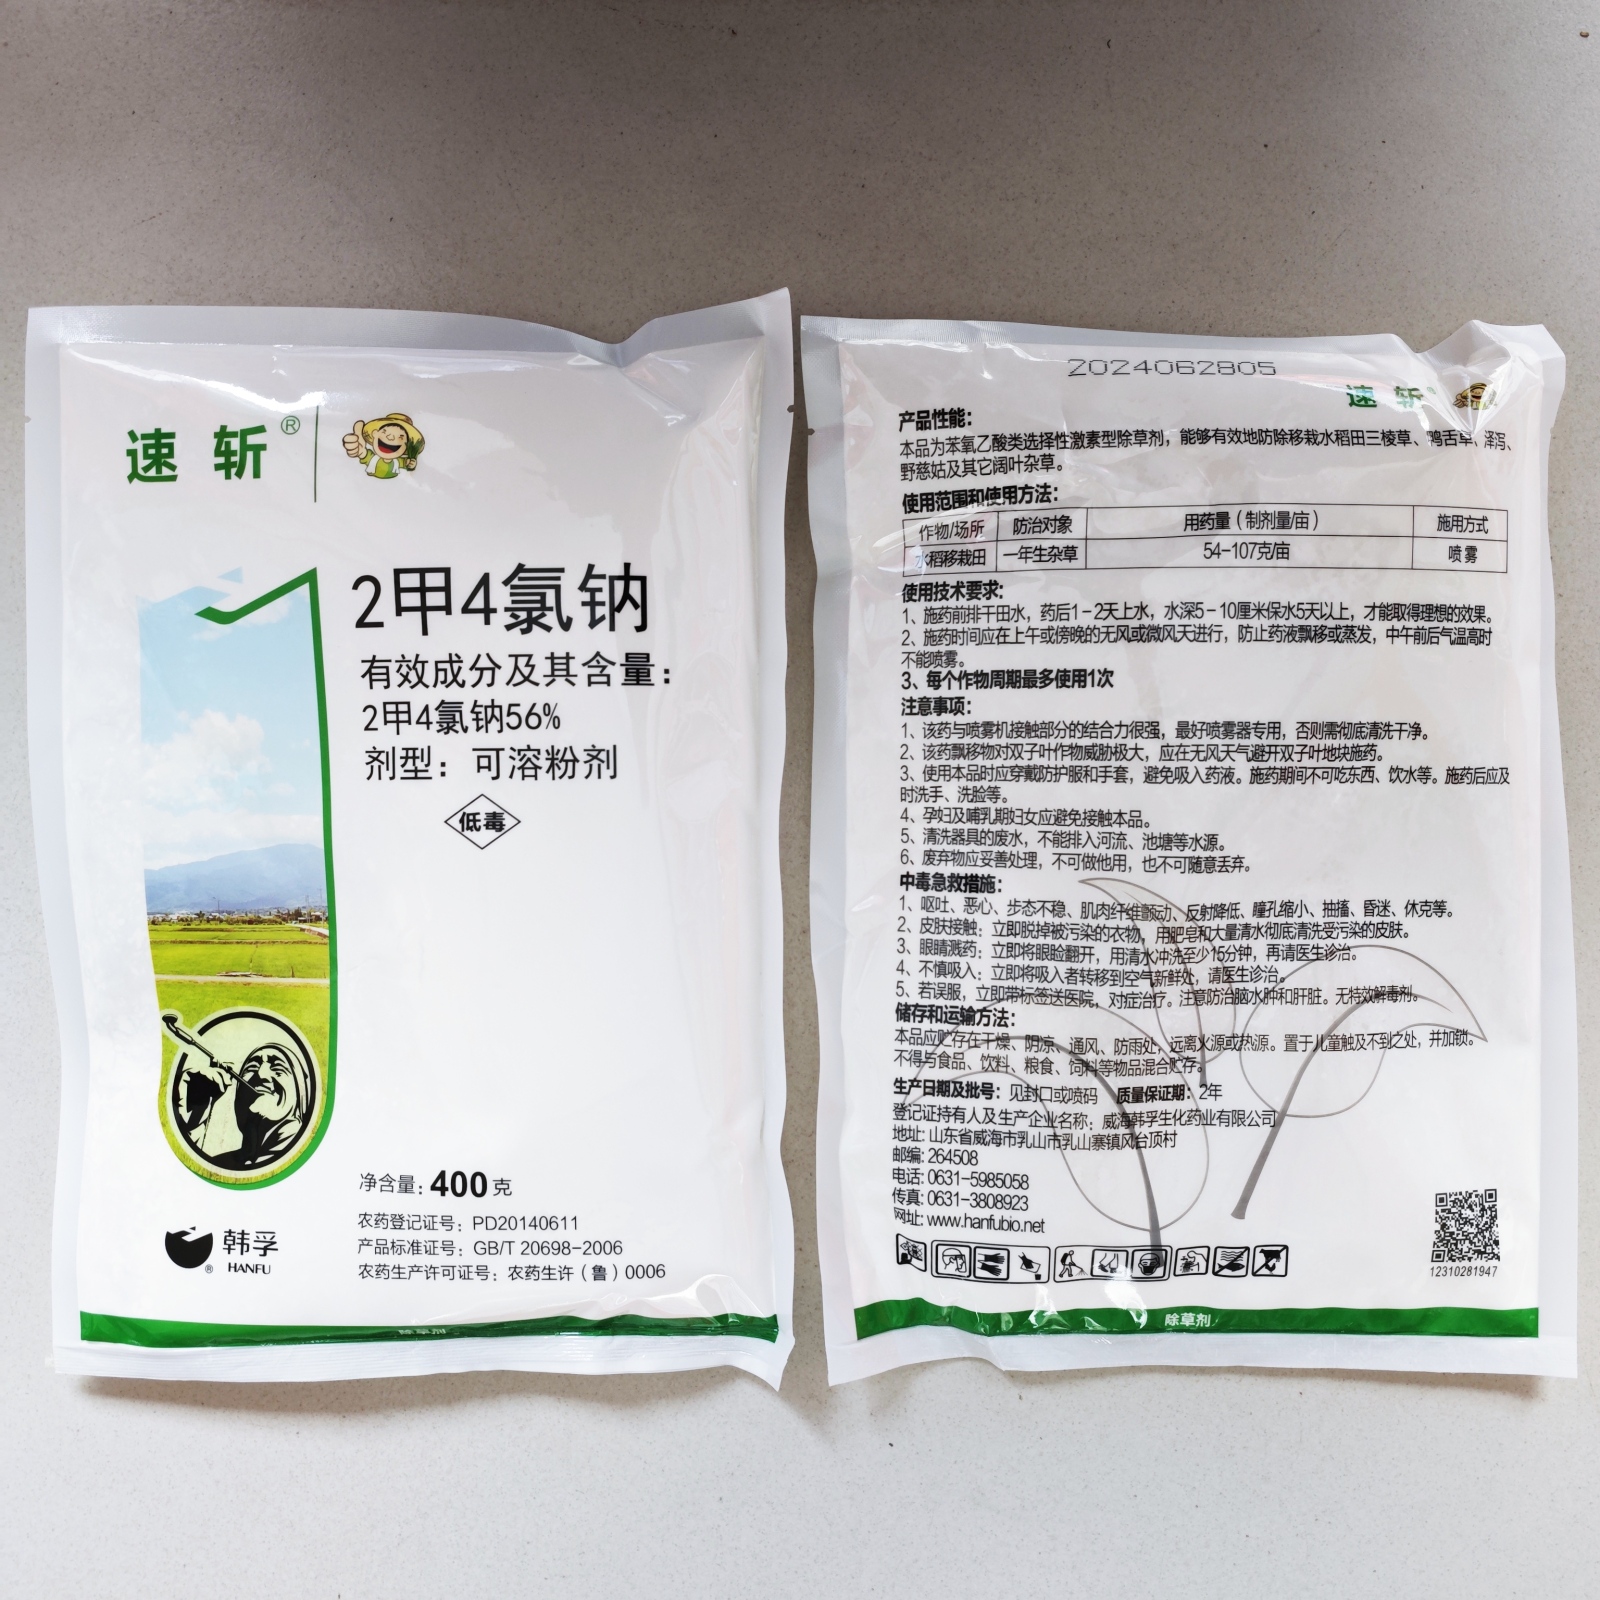 速斩®
2甲4氯钠
有效成分及其含量：
2甲4氯钠56%
剂型：可溶粉剂
低毒
净含量：400克
农药登记证号：PD20140611
产品标准证号：GB/T 20698-2006
农药生产许可证号：农药生许（鲁）0006
韩孚
® HANFU
除草剂
2024062805
速斩®
产品性能：
本品为苯氧乙酸类选择性激素型除草剂，能够有效地防除移栽水稻田三棱草、鸭舌草、泽泻、
野慈姑及其它阔叶杂草。
使用范围和使用方法：
作物/场所 防治对象 用药量（制剂量/亩） 施用方式
水稻移栽田 一年生杂草 54-107克/亩 喷雾
使用技术要求：
1、施药前排干田水，药后1-2天上水，水深5-10厘米保水5天以上，才能取得理想的效果。
2、施药时间应在上午或傍晚的无风或微风天进行，防止药液飘移或蒸发，中午前后气温高时
不能喷雾。
3、每个作物周期最多使用1次
注意事项：
1、该药与喷雾机接触部分的结合力很强，最好喷雾器专用，否则需彻底清洗干净。
2、该药飘移物对双子叶作物威胁极大，应在无风天气避开双子叶地块施药。
3、使用本品时应穿戴防护服和手套，避免吸入药液。施药期间不可吃东西、饮水等。施药后应及
时洗手、洗脸等。
4、孕妇及哺乳期妇女应避免接触本品。
5、清洗器具的废水，不能排入河流、池塘等水源。
6、废弃物应妥善处理，不可做他用，也不可随意丢弃。
中毒急救措施：
1、呕吐、恶心、步态不稳、肌肉纤维颤动、反射降低、瞳孔缩小、抽搐、昏迷、休克等。
2、皮肤接触：立即脱掉被污染的衣物，用肥皂和大量清水彻底清洗受污染的皮肤。
3、眼睛溅药：立即将眼睑翻开，用清水冲洗至少15分钟，再请医生诊治。
4、不慎吸入：立即将吸入者转移到空气新鲜处，请医生诊治。
5、若误服，立即带标签送医院，对症治疗。注意防治脑水肿和肝脏。无特效解毒剂。
储存和运输方法：
本品应贮存在干燥、阴凉、通风、防雨处，远离火源或热源。置于儿童触及不到之处，并加锁。
不得与食品、饮料、粮食、饲料等物品混合贮存。
生产日期及批号：见封口或喷码 质量保证期：2年
登记证持有人及生产企业名称：威海韩孚生化药业有限公司
地址：山东省威海市乳山市乳山寨镇风台顶村
邮编：264508
电话：0631-5985058
传真：0631-3808923
网址：www.hanfubio.net
12310281947
除草剂